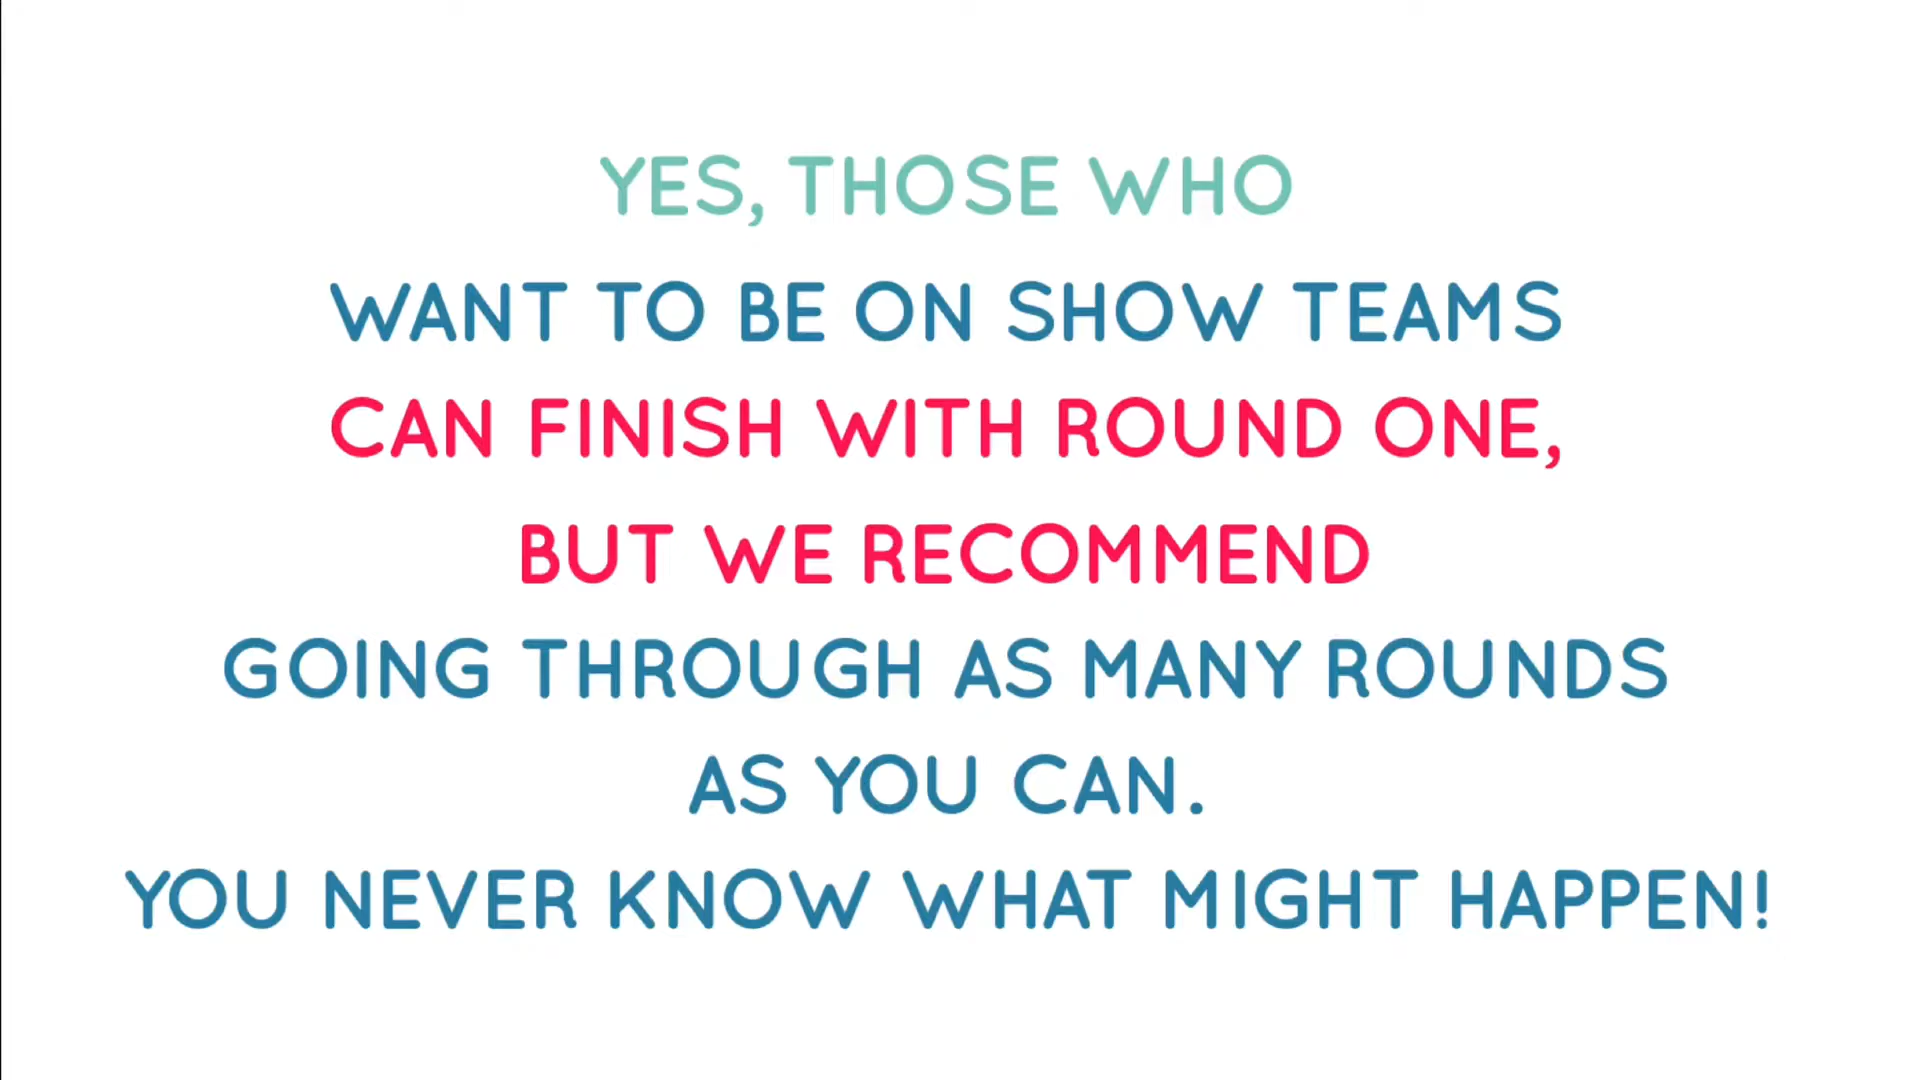 YES, THOSE WHO
WANT TO BE ON SHOW TEAMS
CAN FINISH WITH ROUND ONE,
BUT WE RECOMMEND
GOING THROUGH AS MANY ROUNDS
AS YOU CAN.
YOU NEVER KNOW WHAT MIGHT HAPPEN!